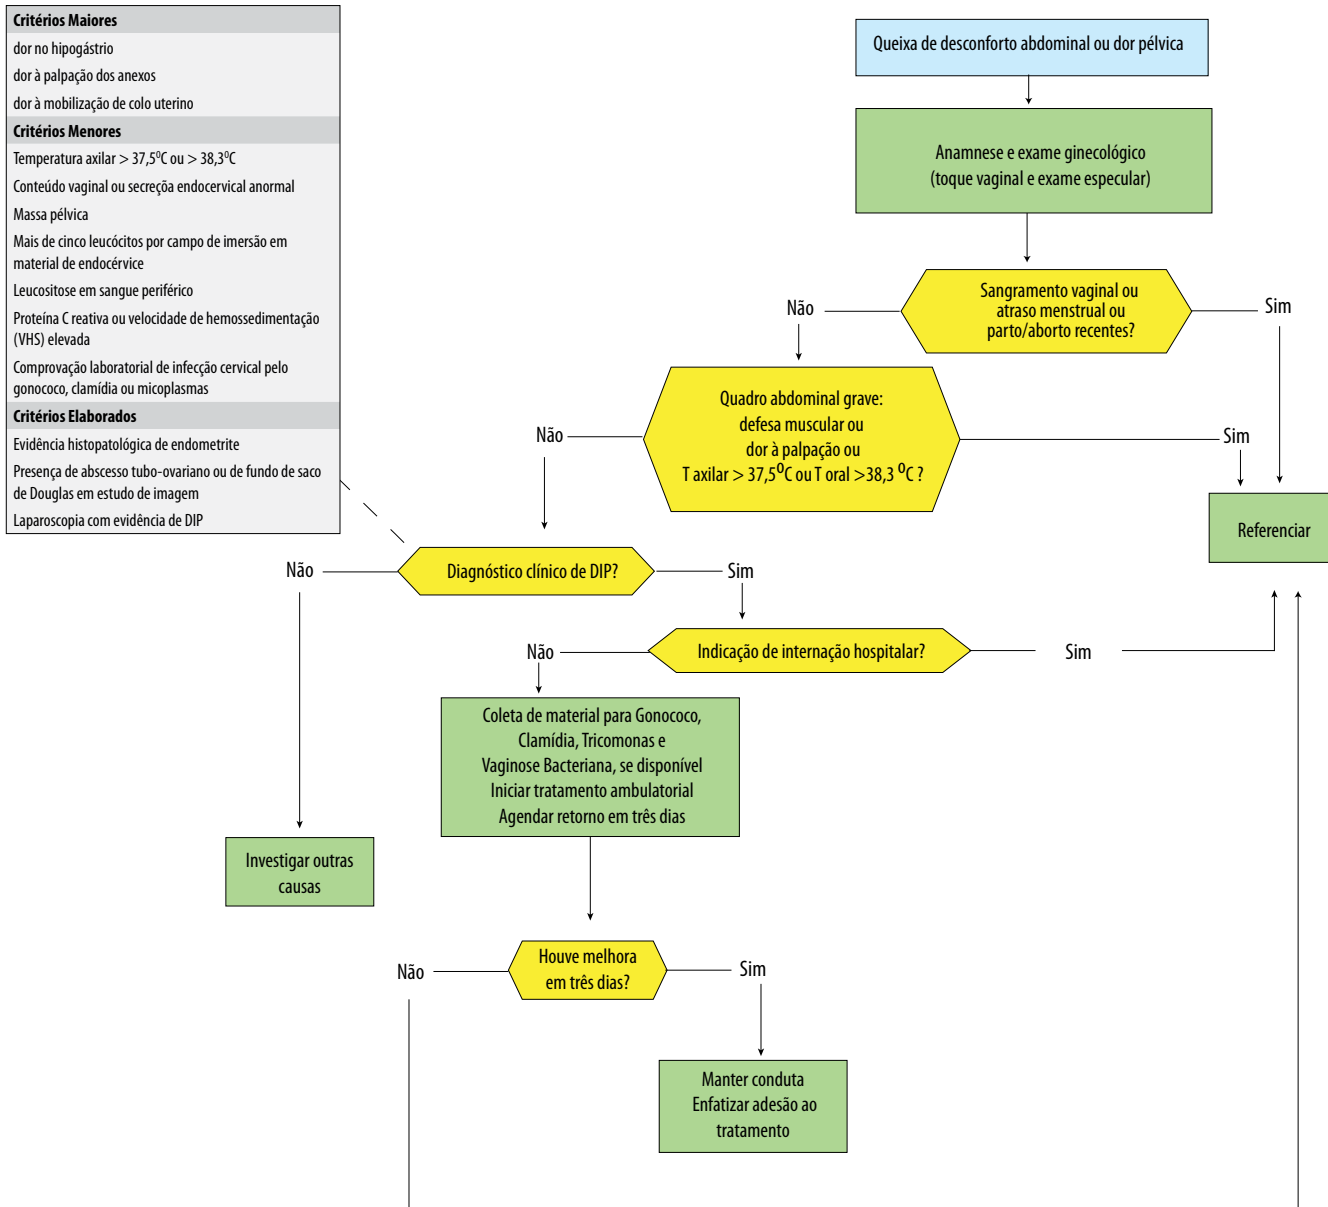 Critérios Maiores
dor no hipogástrio
dor à palpação dos anexos
dor à mobilização de colo uterino
Critérios Menores
Temperatura axilar > 37,5⁰C ou > 38,3⁰C
Conteúdo vaginal ou secreçõa endocervical anormal
Massa pélvica
Mais de cinco leucócitos por campo de imersão em
material de endocérvice
Leucositose em sangue periférico
Proteína C reativa ou velocidade de hemossedimentação
(VHS) elevada
Comprovação laboratorial de infecção cervical pelo
gonococo, clamídia ou micoplasmas
Critérios Elaborados
Evidência histopatológica de endometrite
Presença de abscesso tubo-ovariano ou de fundo de saco
de Douglas em estudo de imagem
Laparoscopia com evidência de DIP
Queixa de desconforto abdominal ou dor pélvica
Anamnese e exame ginecológico
(toque vaginal e exame especular)
Sangramento vaginal ou
atraso menstrual ou
parto/aborto recentes?
Não
Sim
Quadro abdominal grave:
defesa muscular ou
dor à palpação ou
T axilar > 37,5⁰C ou T oral >38,3 ⁰C ?
Não
Sim
Referenciar
Diagnóstico clínico de DIP?
Não
Sim
Indicação de internação hospitalar?
Não
Sim
Coleta de material para Gonococo,
Clamídia, Tricomonas e
Vaginose Bacteriana, se disponível
Iniciar tratamento ambulatorial
Agendar retorno em três dias
Investigar outras
causas
Houve melhora
em três dias?
Não
Sim
Manter conduta
Enfatizar adesão ao
tratamento